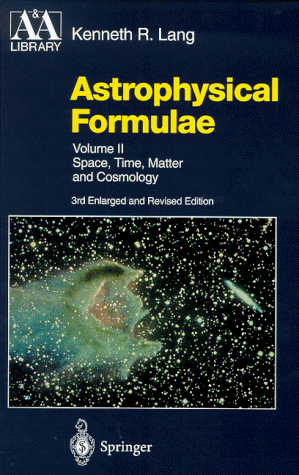 A&A
LIBRARY
Kenneth R. Lang
Astrophysical
Formulae
Volume II
Space, Time, Matter
and Cosmology
3rd Enlarged and Revised Edition
Springer